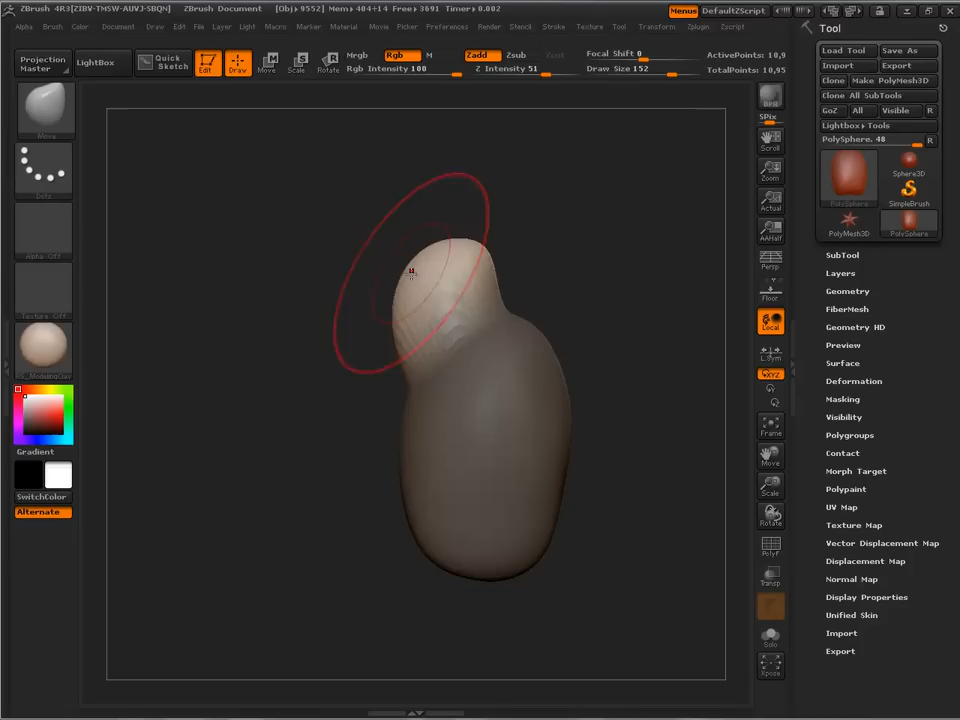 ZBrush 4R3[ZIBV-TMSW-AUVJ-SBQN] ZBrush Document [Obj▸ 9552] Mem▸ 404+14 Free▸ 3691 Timer▸ 0.002 Menus DefaultZScript
Alpha Brush Color Document Draw Edit File Layer Light Macro Marker Material Movie Picker Preferences Render Stencil Stroke Texture Tool Transform Zplugin Zscript
Projection Master
LightBox
Quick Sketch
Edit
Draw
Move
Scale
Rotate
Mrgb Rgb M
Rgb Intensity 100
Zadd Zsub Zcut
Z Intensity 51
Focal Shift 0
Draw Size 152
ActivePoints: 10,9
TotalPoints: 10,95
Move
Dots
Alpha Off
Texture Off
Gradient
SwitchColor
Alternate
BPR
SPix
Scroll
Zoom
Actual
AAHalf
Persp
Floor
Local
L.Sym
XYZ
Frame
Move
Scale
Rotate
PolyF
Transp
Solo
Xpose
Tool
Load Tool Save As
Import Export
Clone Make PolyMesh3D
Clone All SubTools
GoZ All Visible R
Lightbox▸Tools
PolySphere. 48 R
PolySphere
Sphere3D
SimpleBrush
PolyMesh3D
PolySphere
SubTool
Layers
Geometry
FiberMesh
Geometry HD
Preview
Surface
Deformation
Masking
Visibility
Polygroups
Contact
Morph Target
Polypaint
UV Map
Texture Map
Vector Displacement Map
Displacement Map
Normal Map
Display Properties
Unified Skin
Import
Export